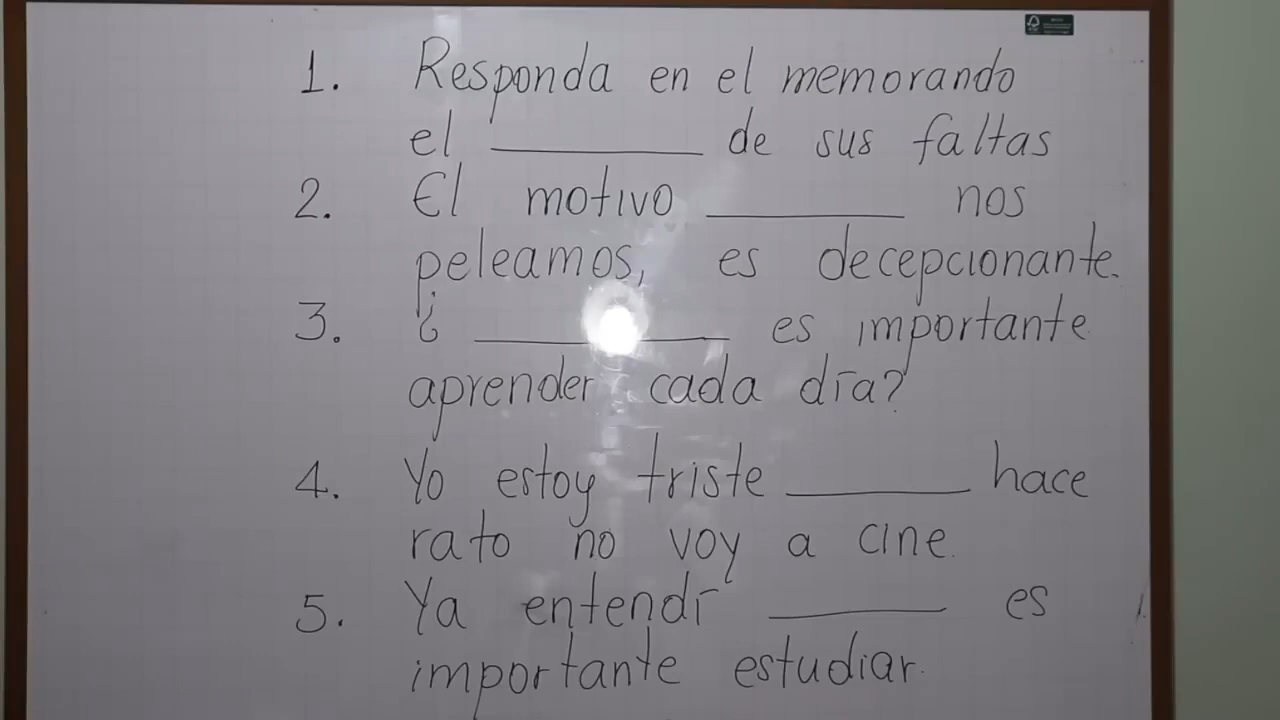 1. Responda en el memorando
el ________ de sus faltas
2. El motivo ________ nos
peleamos, es decepcionante.
3. ¿ ________ es importante
aprender cada día?
4. Yo estoy triste ________ hace
rato no voy a cine.
5. Ya entendí ________ es
importante estudiar.